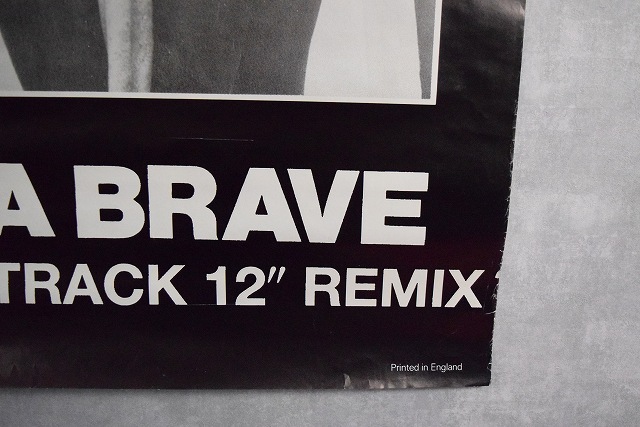 A BRAVE
TRACK 12" REMIX
Printed in England